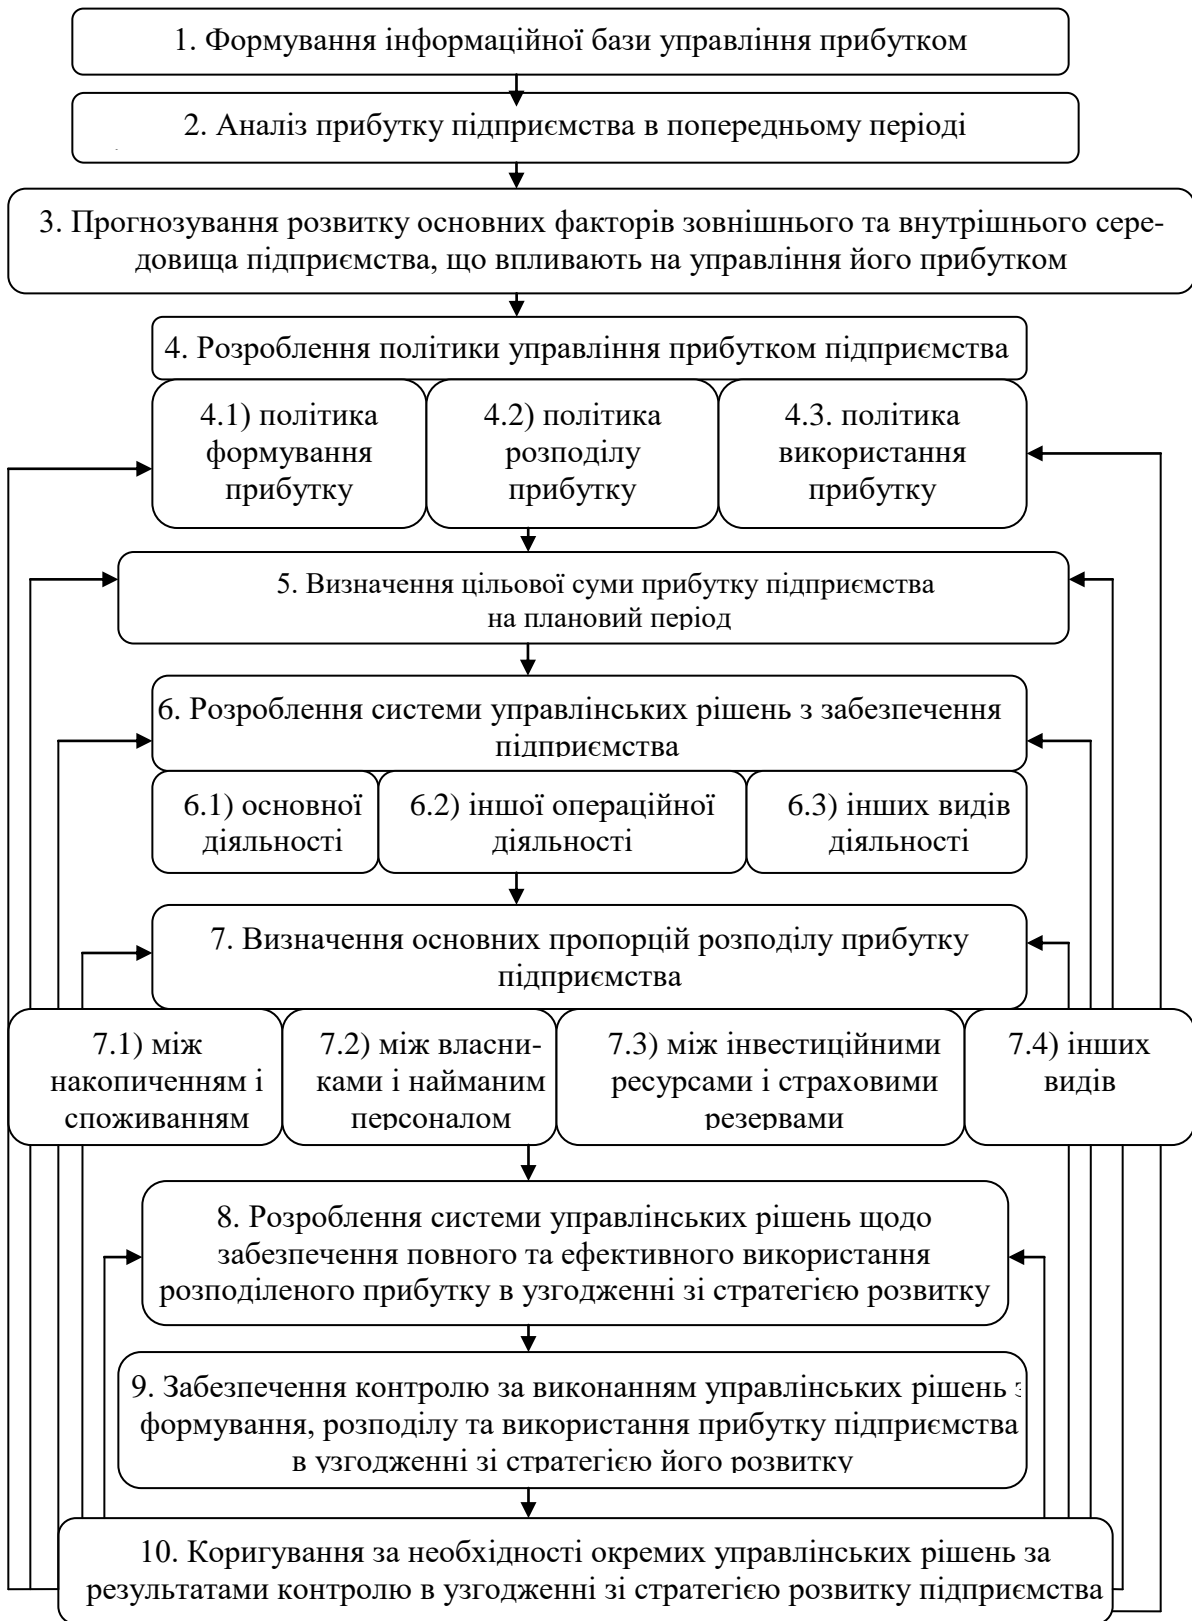 1. Формування інформаційної бази управління прибутком
2. Аналіз прибутку підприємства в попередньому періоді
3. Прогнозування розвитку основних факторів зовнішнього та внутрішнього сере-
довища підприємства, що впливають на управління його прибутком
4. Розроблення політики управління прибутком підприємства
4.1) політика
формування
прибутку
4.2) політика
розподілу
прибутку
4.3. політика
використання
прибутку
5. Визначення цільової суми прибутку підприємства
на плановий період
6. Розроблення системи управлінських рішень з забезпечення
підприємства
6.1) основної
діяльності
6.2) іншої операційної
діяльності
6.3) інших видів
діяльності
7. Визначення основних пропорцій розподілу прибутку
підприємства
7.1) між
накопиченням і
споживанням
7.2) між власни-
ками і найманим
персоналом
7.3) між інвестиційними
ресурсами і страховими
резервами
7.4) інших
видів
8. Розроблення системи управлінських рішень щодо
забезпечення повного та ефективного використання
розподіленого прибутку в узгодженні зі стратегією розвитку
9. Забезпечення контролю за виконанням управлінських рішень з
формування, розподілу та використання прибутку підприємства
в узгодженні зі стратегією його розвитку
10. Коригування за необхідності окремих управлінських рішень за
результатами контролю в узгодженні зі стратегією розвитку підприємства